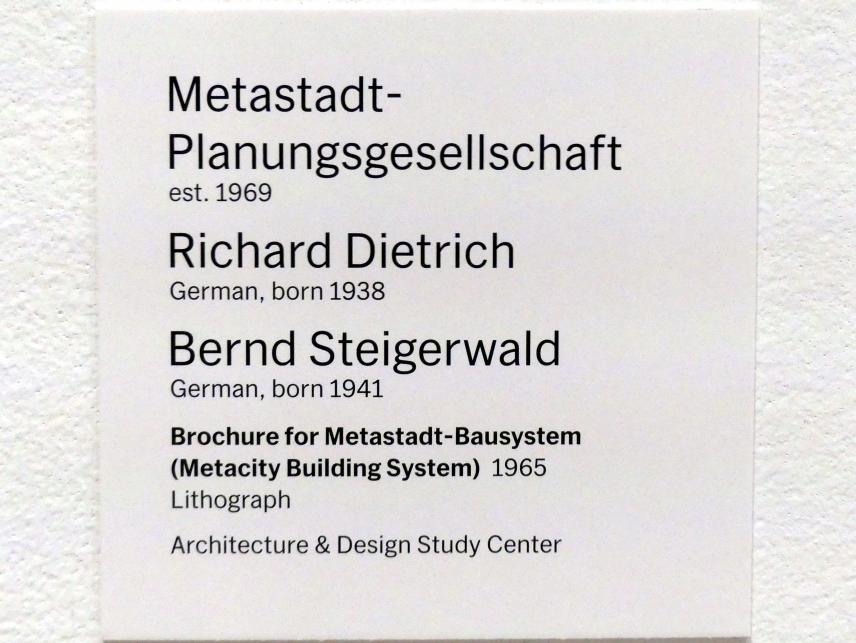 Metastadt-
Planungsgesellschaft
est. 1969
Richard Dietrich
German, born 1938
Bernd Steigerwald
German, born 1941
Brochure for Metastadt-Bausystem
(Metacity Building System) 1965
Lithograph
Architecture & Design Study Center